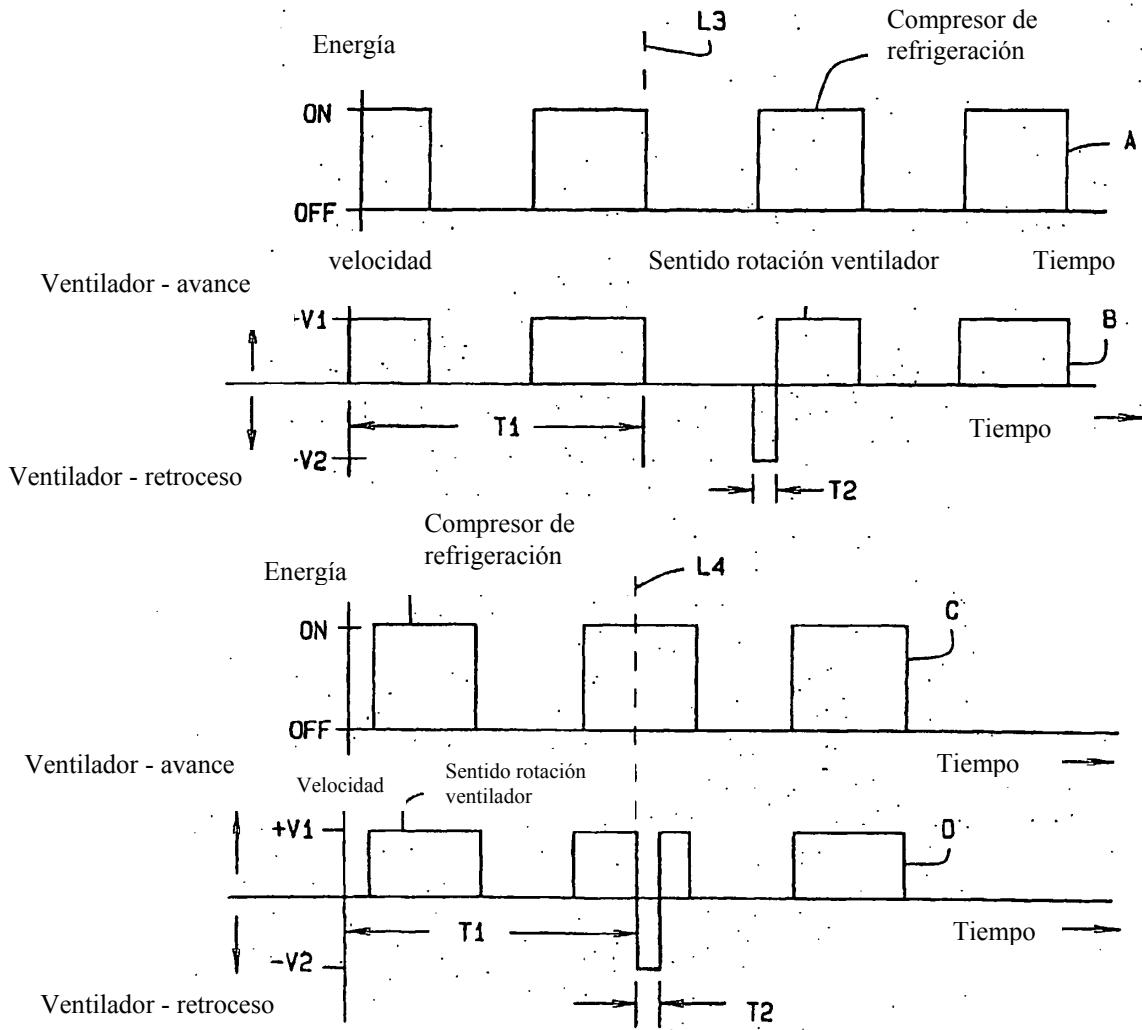 L3
Compresor de
refrigeración
Energía
ON
A
OFF
velocidad
Sentido rotación ventilador
Tiempo
Ventilador - avance
-V1
B
T1
Tiempo
-V2
Ventilador - retroceso
T2
Compresor de
refrigeración
L4
Energía
ON
C
OFF
Ventilador - avance
Tiempo
Velocidad
Sentido rotación
ventilador
+V1
D
T1
Tiempo
-V2
Ventilador - retroceso
T2